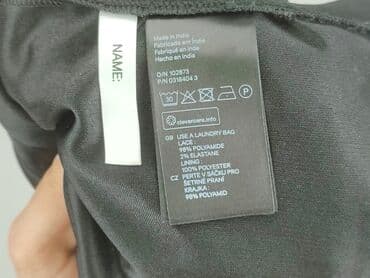 NAME:
Made in India
Fabricado em Índia
Fabriqué en Inde
Hecho en India
O/N 102873
P/N 0318404 3
30
P
clevercare.info
GB USE A LAUNDRY BAG
LACE :
98% POLYAMIDE
2% ELASTANE
LINING :
100% POLYESTER
CZ PERTE V SÁČKU PRO
ŠETRNÉ PRANÍ
KRAJKA :
98% POLYAMID